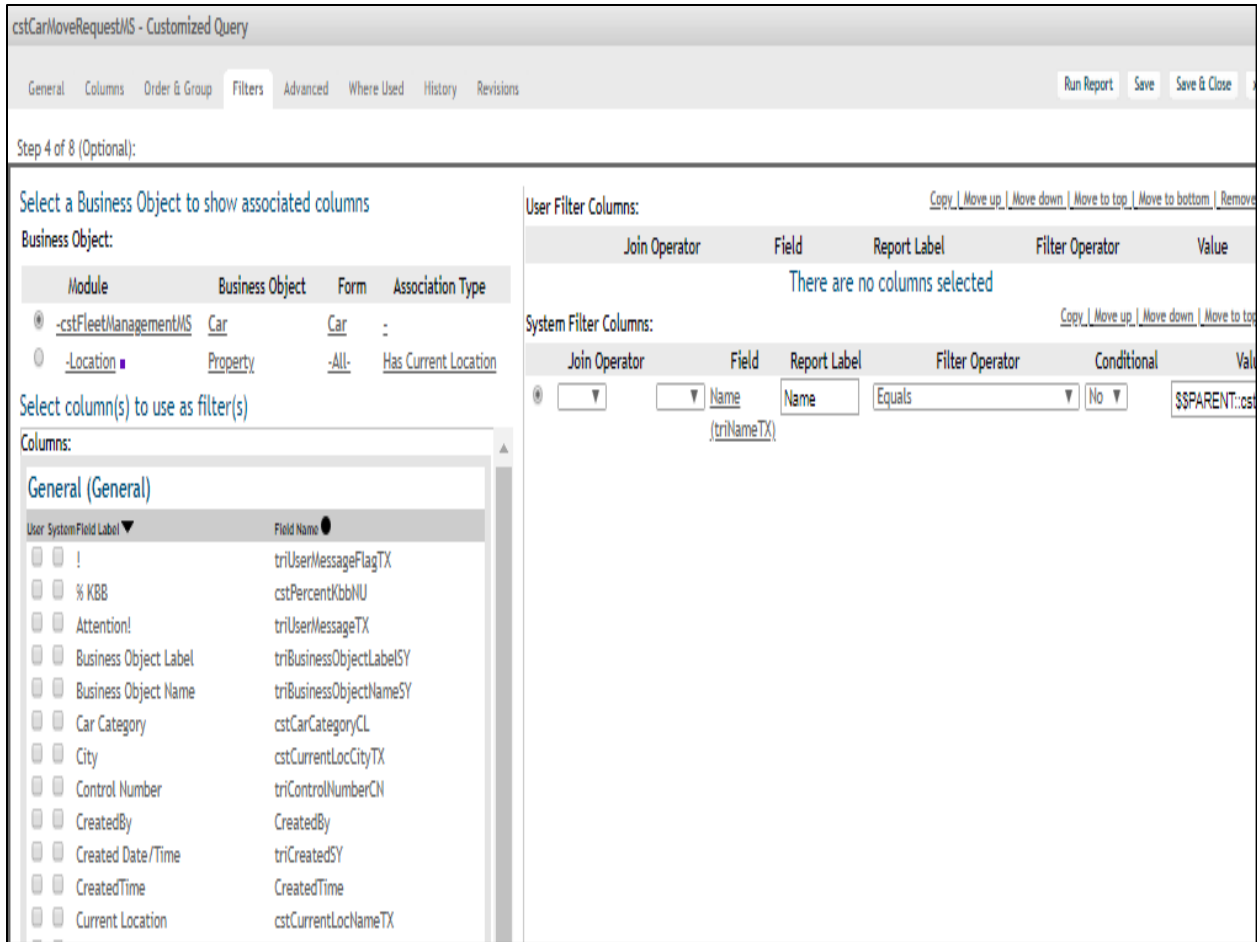 cstCarMoveRequestMS - Customized Query
General Columns Order & Group Filters Advanced Where Used History Revisions
Run Report Save Save & Close
Step 4 of 8 (Optional):
Select a Business Object to show associated columns
Business Object:
Module Business Object Form Association Type
-cstFleetManagementMS Car Car -
-Location Property -All- Has Current Location
Select column(s) to use as filter(s)
Columns:
General (General)
User System Field Label Field Name
! triUserMessageFlagTX
% KBB cstPercentKbbNU
Attention! triUserMessageTX
Business Object Label triBusinessObjectLabelSY
Business Object Name triBusinessObjectNameSY
Car Category cstCarCategoryCL
City cstCurrentLocCityTX
Control Number triControlNumberCN
CreatedBy CreatedBy
Created Date/Time triCreatedSY
CreatedTime CreatedTime
Current Location cstCurrentLocNameTX
User Filter Columns:
Copy | Move up | Move down | Move to top | Move to bottom | Remove
Join Operator Field Report Label Filter Operator Value
There are no columns selected
System Filter Columns:
Copy | Move up | Move down | Move to top
Join Operator Field Report Label Filter Operator Conditional Valu
Name Name Equals No $$PARENT::cst
(triNameTX)